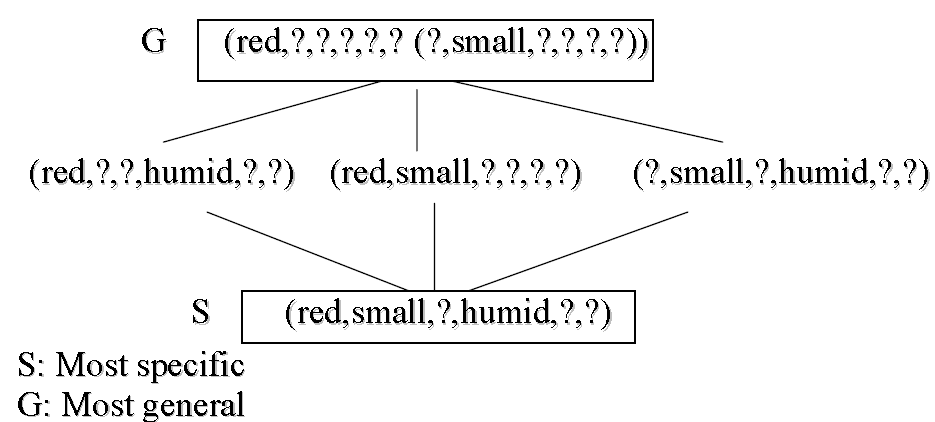 G (red,?,?,?,?,? (?,small,?,?,?,?))
(red,?,?,humid,?,?) (red,small,?,?,?,?) (?,small,?,humid,?,?)
S (red,small,?,humid,?,?)
S: Most specific
G: Most general